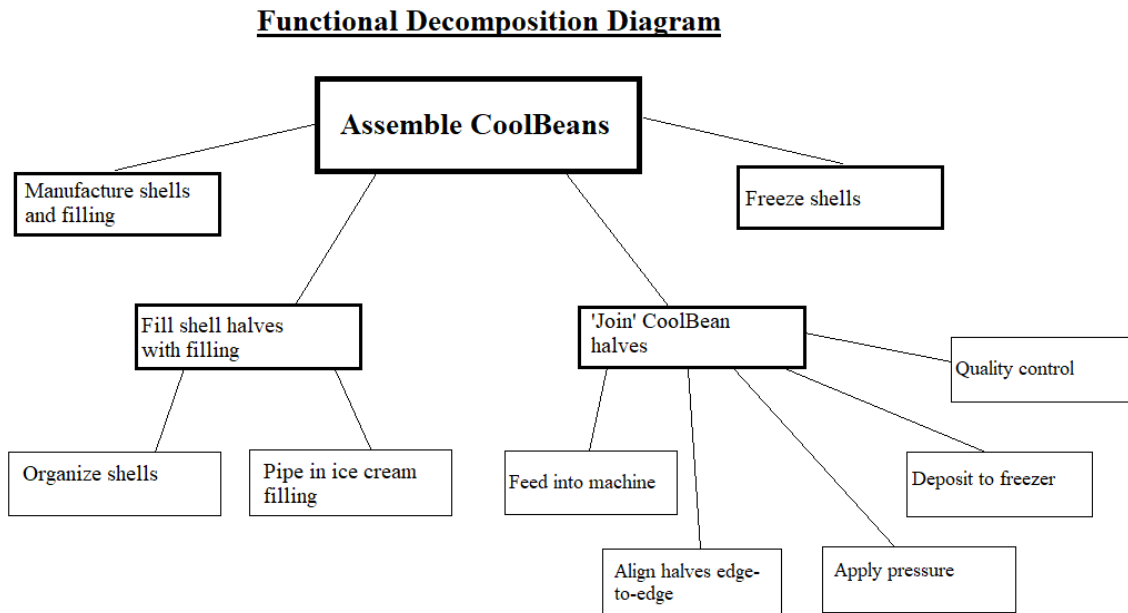 Functional Decomposition Diagram
Assemble CoolBeans
Manufacture shells
and filling
Freeze shells
Fill shell halves
with filling
'Join' CoolBean
halves
Quality control
Organize shells
Pipe in ice cream
filling
Feed into machine
Deposit to freezer
Align halves edge-
to-edge
Apply pressure